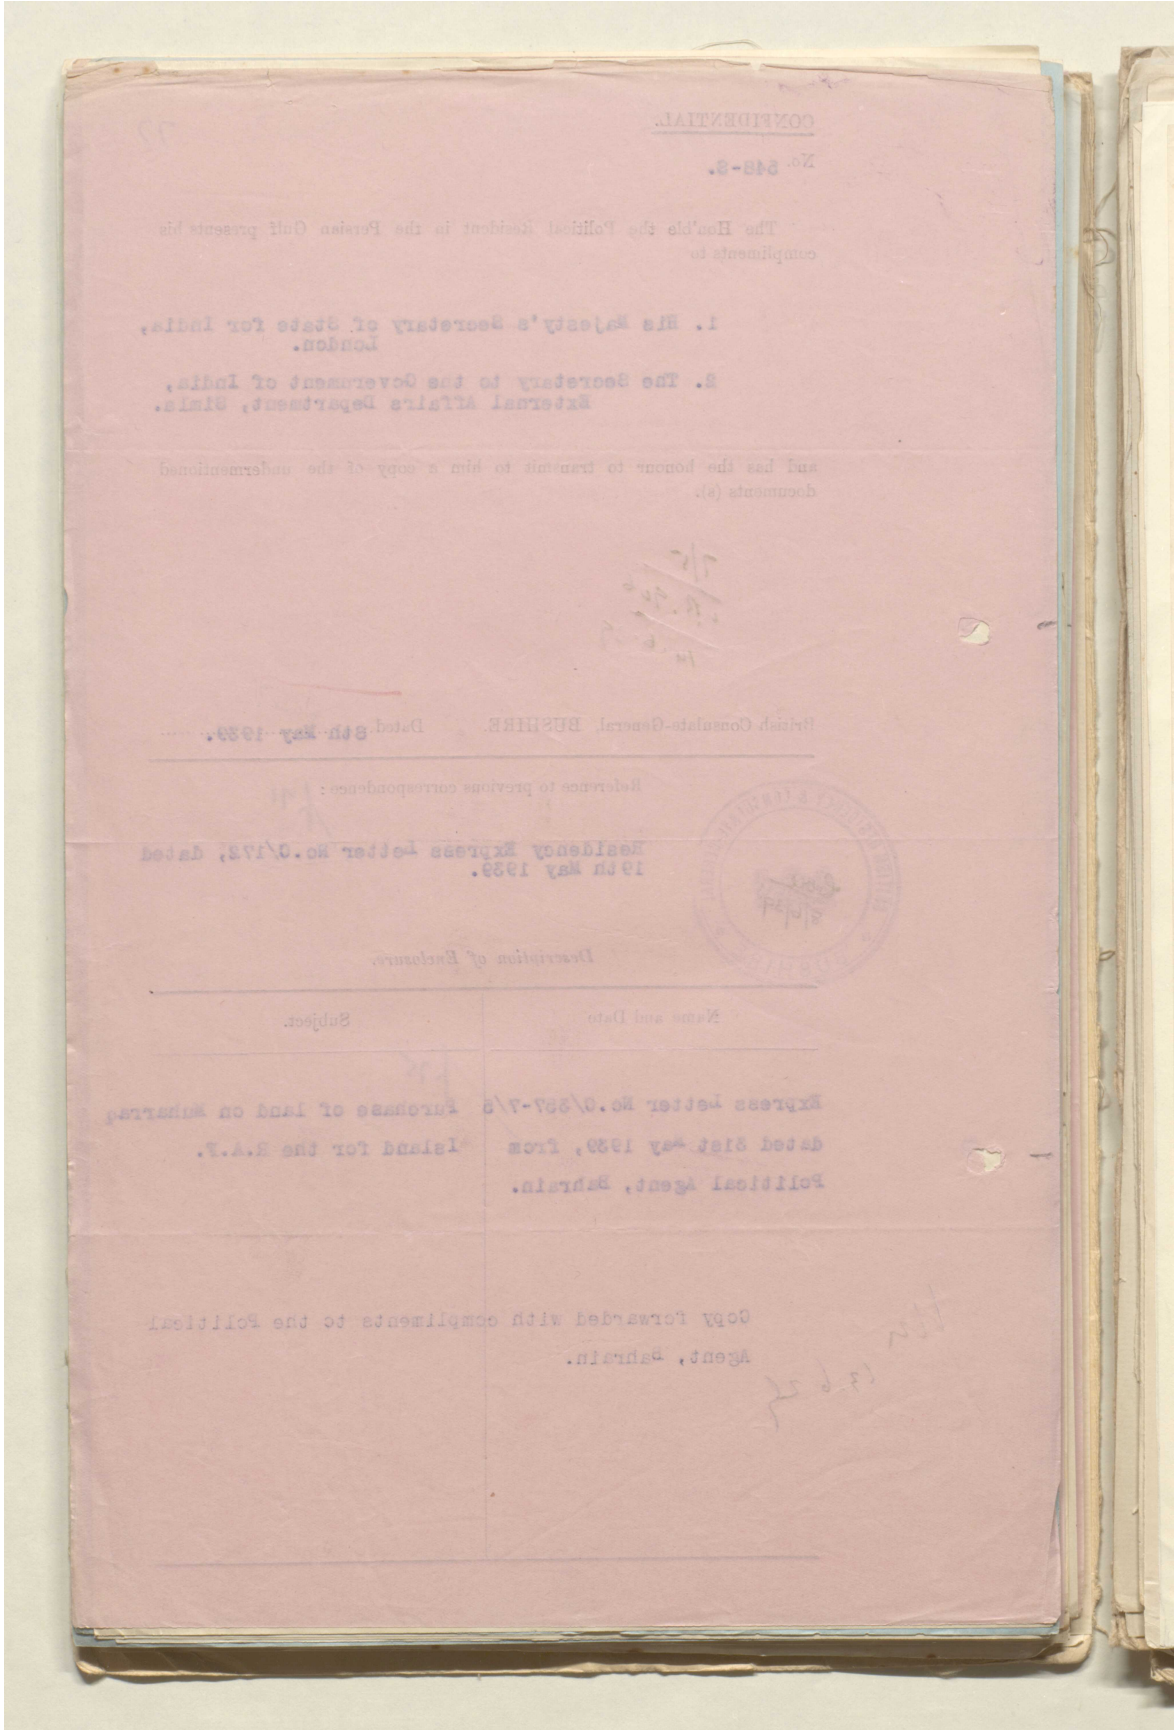 CONFIDENTIAL.
No. 548-S.
The Hon'ble the Political Resident in the Persian Gulf presents his
compliments to
1. His Majesty's Secretary of State for India,
London.
2. The Secretary to the Government of India,
External Affairs Department, Simla.
and has the honour to transmit to him a copy of the undermentioned
documents (s).
7/5
British Consulate-General, BUSHIRE. Dated 8th May 1939.
Reference to previous correspondence:
Residency Express Letter No.C/172, dated
19th May 1939.
BUSHIRE
Description of Enclosure.
Name and Date Subject.
Express Letter No.C/357-7/5 Purchase of land on Muharraq
dated 31st May 1939, from Island for the R.A.F.
Political Agent, Bahrain.
Copy forwarded with compliments to the Political
Agent, Bahrain.